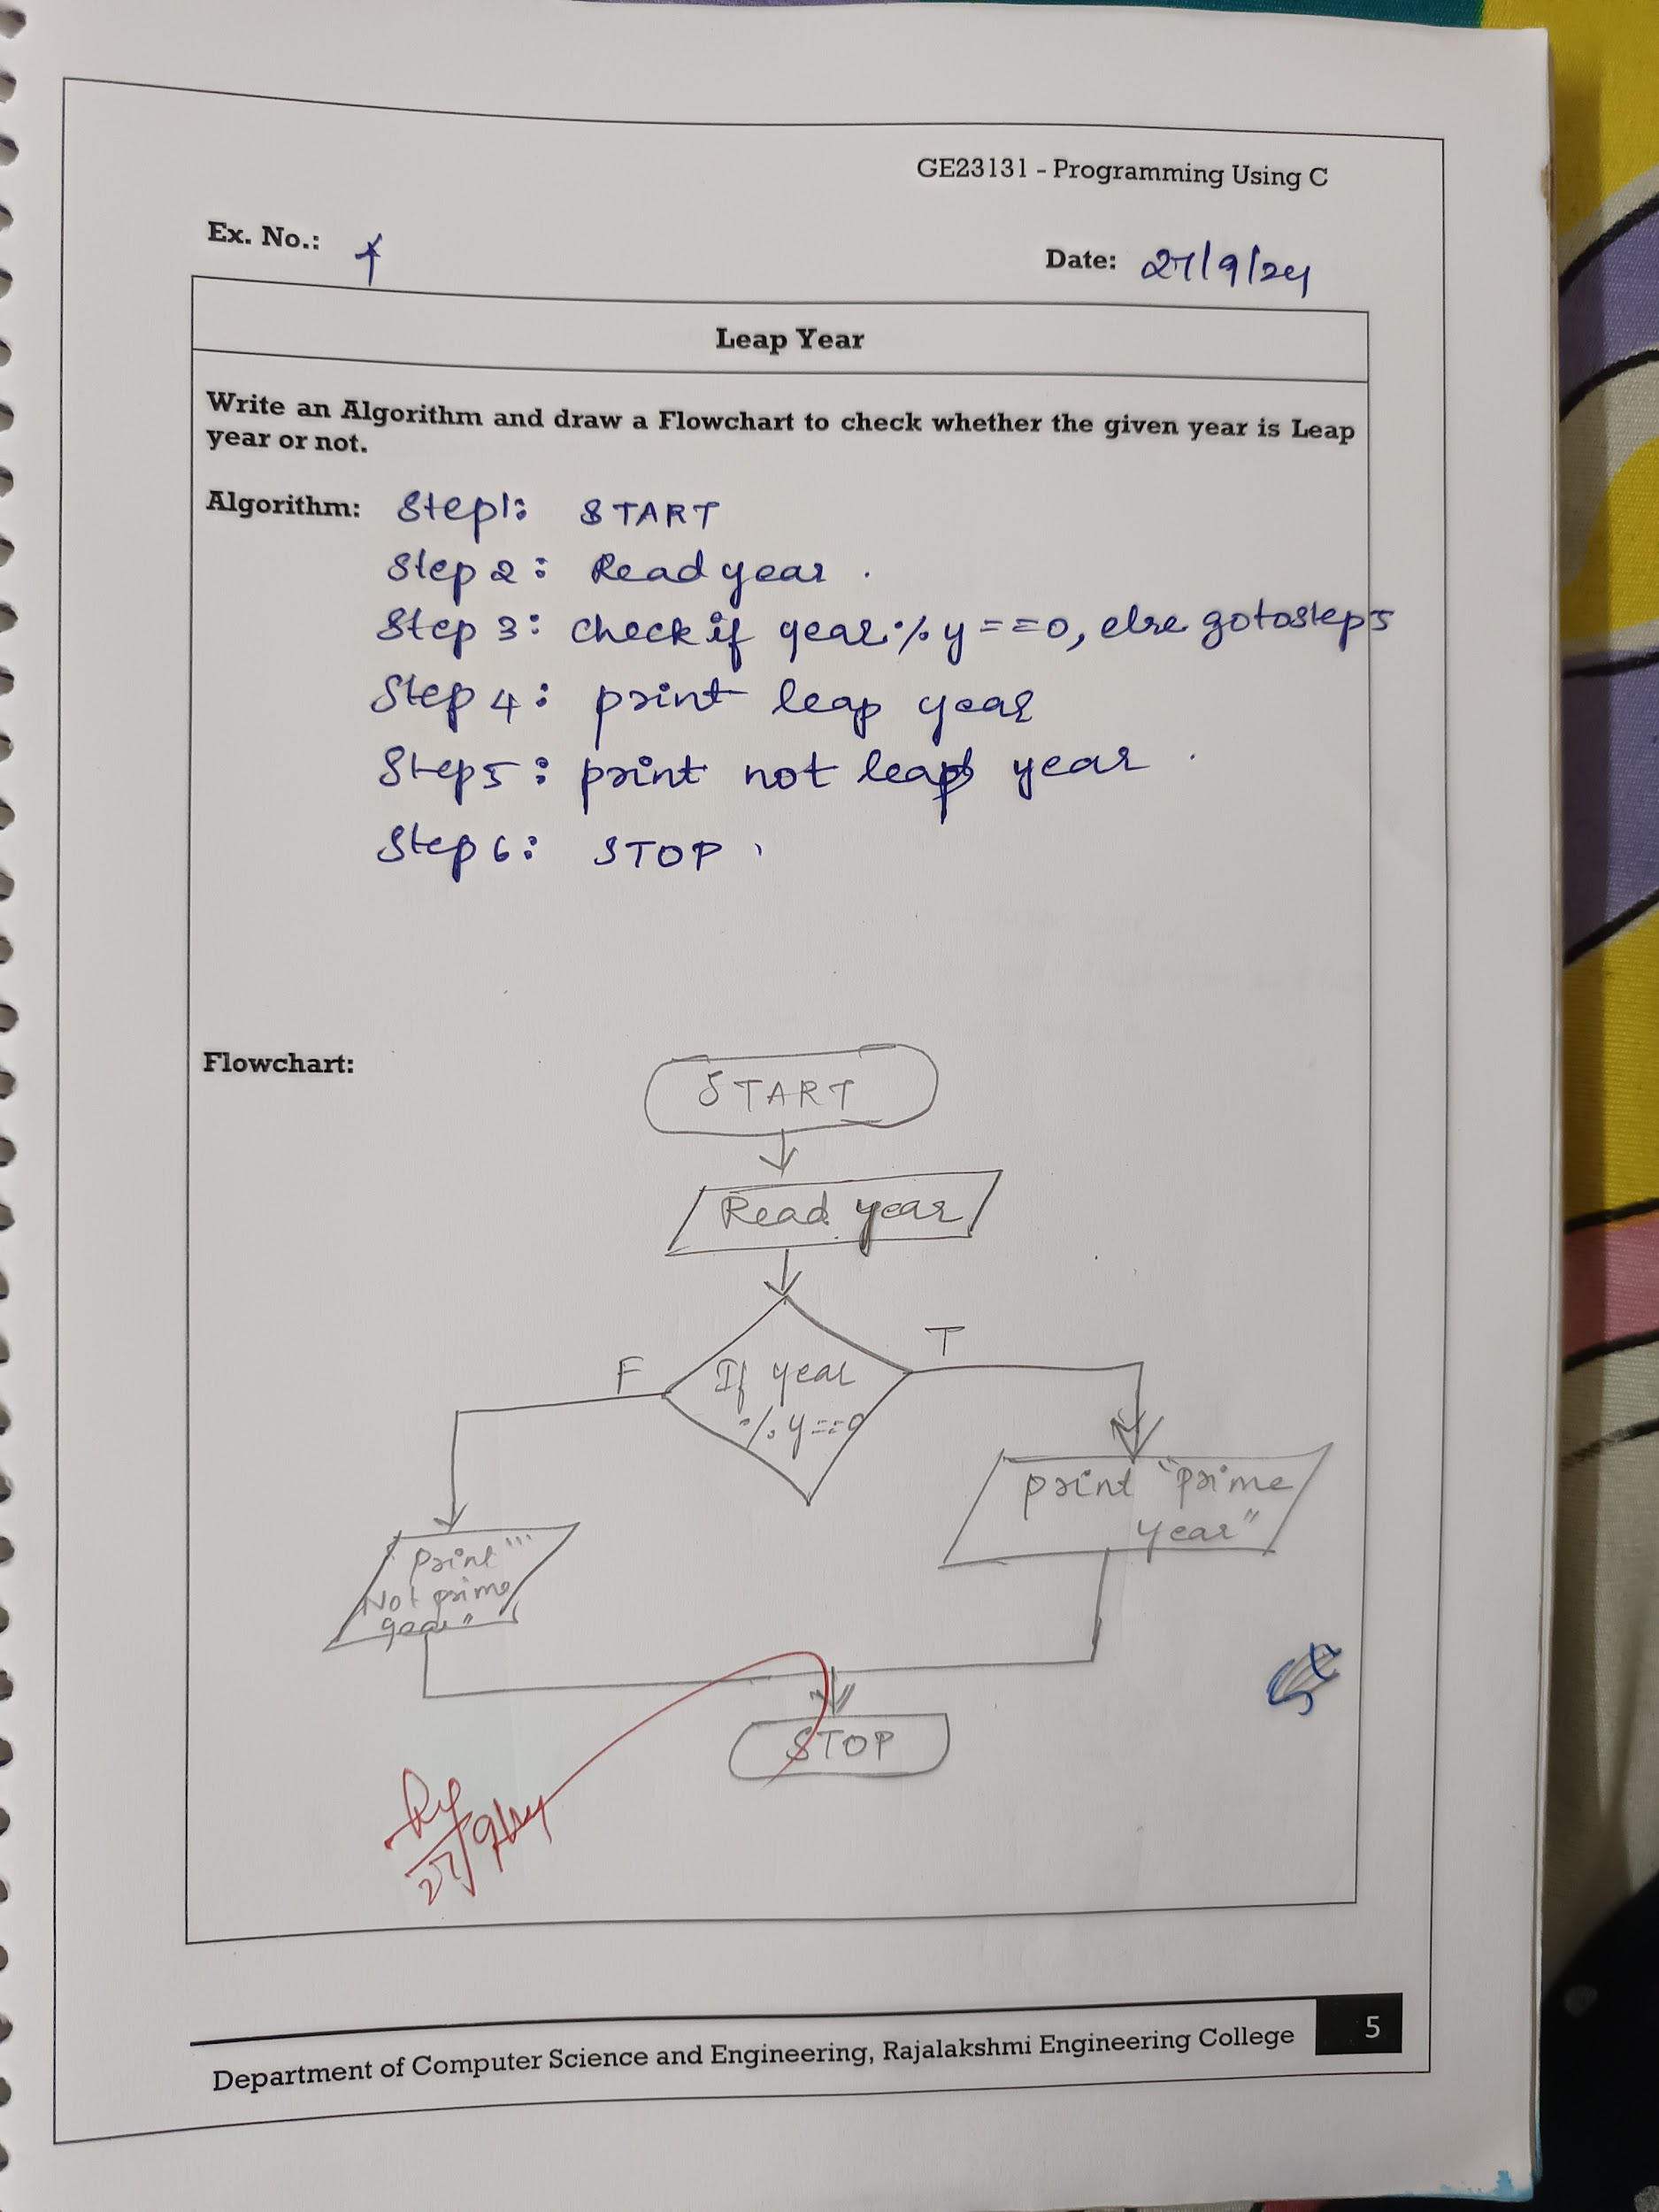 GE23131 - Programming Using C
Ex. No.: 4
Date: 27/9/24
Leap Year
Write an Algorithm and draw a Flowchart to check whether the given year is Leap
year or not.
Algorithm: Step1: START
Step 2: Read year.
Step 3: check if year % 4 ==0, else goto step5
Step 4: print leap year
Step5: print not leap year.
Step 6: STOP.
Flowchart:
START
Read year
T
F
If year
% 4==0
print "prime
year"
print "
Not prime
year"
STOP
27/9/24
Department of Computer Science and Engineering, Rajalakshmi Engineering College
5